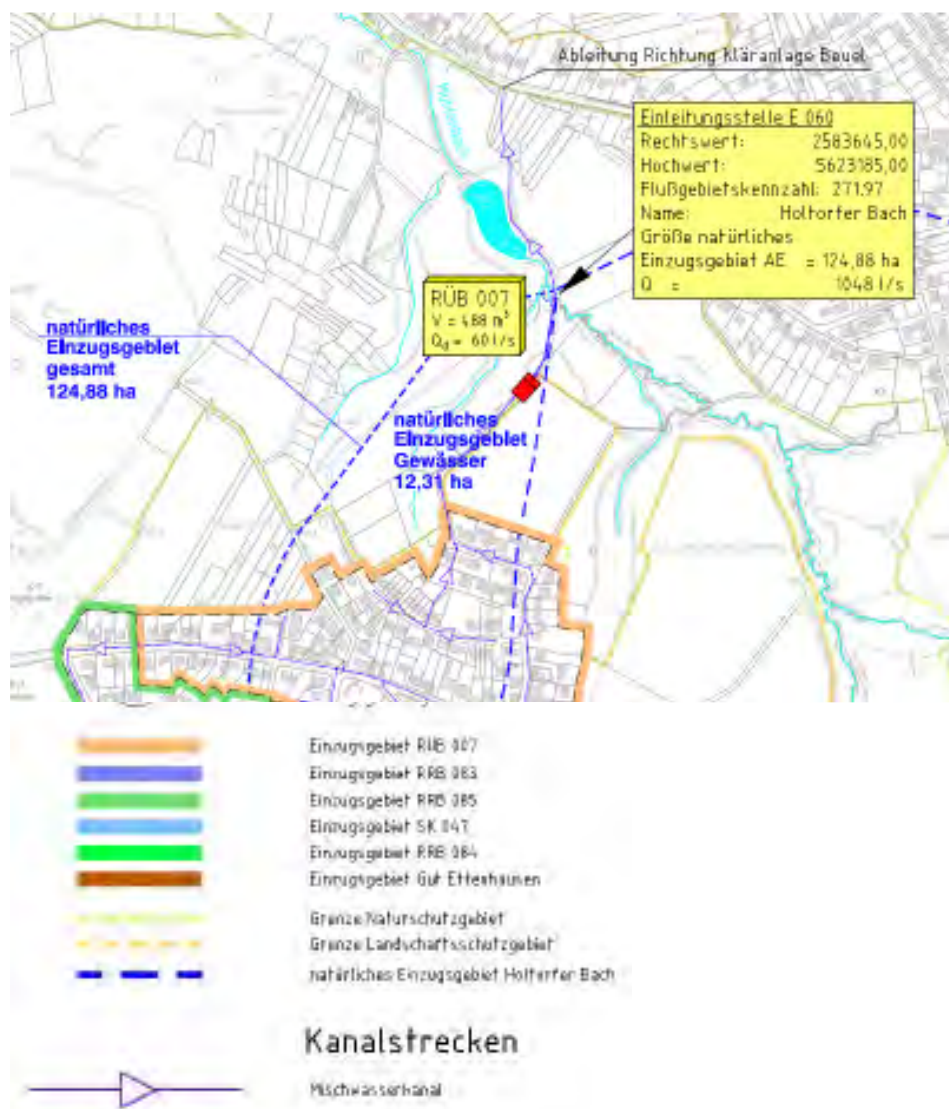 Ableitung Richtung Kläranlage Beuel
Einleitungsstelle E 060
Rechtswert: 2583645,00
Hochwert: 5623185,00
Flußgebietskennzahl: 271.97
Name: Holtorfer Bach
Größe natürliches
Einzugsgebiet AE = 124,88 ha
Q = 1048 l/s
RÜB 007
V = 488 m³
Qd = 60 l/s
natürliches
Einzugsgebiet
gesamt
124,88 ha
natürliches
Einzugsgebiet
Gewässer
12,31 ha
Einzugsgebiet RÜB 007
Einzugsgebiet RRB 083
Einzugsgebiet RRB 085
Einzugsgebiet SK 047
Einzugsgebiet RRB 084
Einzugsgebiet Gut Ettenhausen
Grenze Naturschutzgebiet
Grenze Landschaftsschutzgebiet
natürliches Einzugsgebiet Holtorfer Bach
Kanalstrecken
Mischwasserkanal